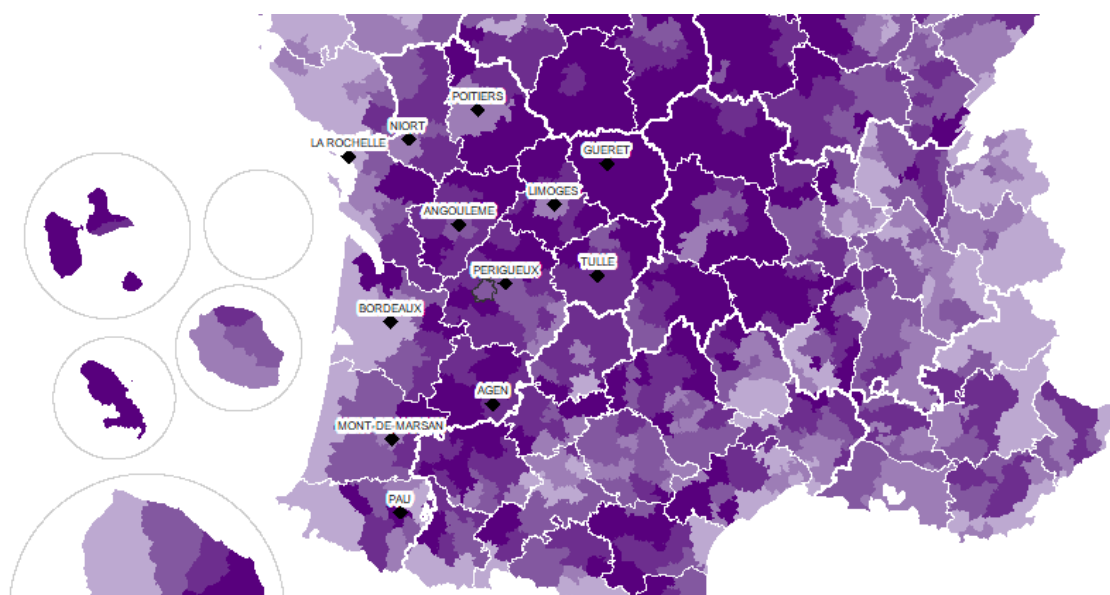 POITIERS
NIORT
LA ROCHELLE
GUERET
LIMOGES
ANGOULEME
PERIGUEUX
TULLE
BORDEAUX
AGEN
MONT-DE-MARSAN
PAU